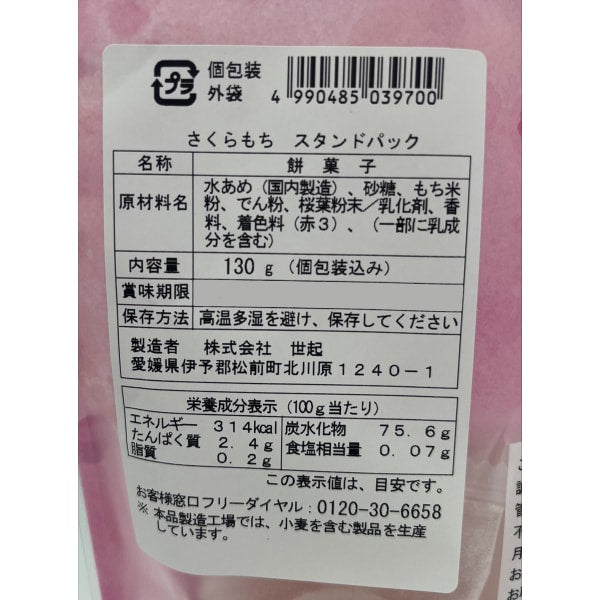 プラ
個包装
外袋
4 990485 039700
さくらもち　スタンドパック
名称　餅菓子
原材料名　水あめ（国内製造）、砂糖、もち米
粉、でん粉、桜葉粉末／乳化剤、香
料、着色料（赤３）、（一部に乳成
分を含む）
内容量　130ｇ（個包装込み）
賞味期限
保存方法　高温多湿を避け、保存してください
製造者　株式会社　世起
愛媛県伊予郡松前町北川原１２４０－１
栄養成分表示（100ｇ当たり）
エネルギー　314kcal　炭水化物　75.6g
たんぱく質　2.4g　食塩相当量　0.07g
脂質　0.2g
この表示値は、目安です。
お客様窓口フリーダイヤル：0120-30-6658
※ 本品製造工場では、小麦を含む製品を生産
しています。